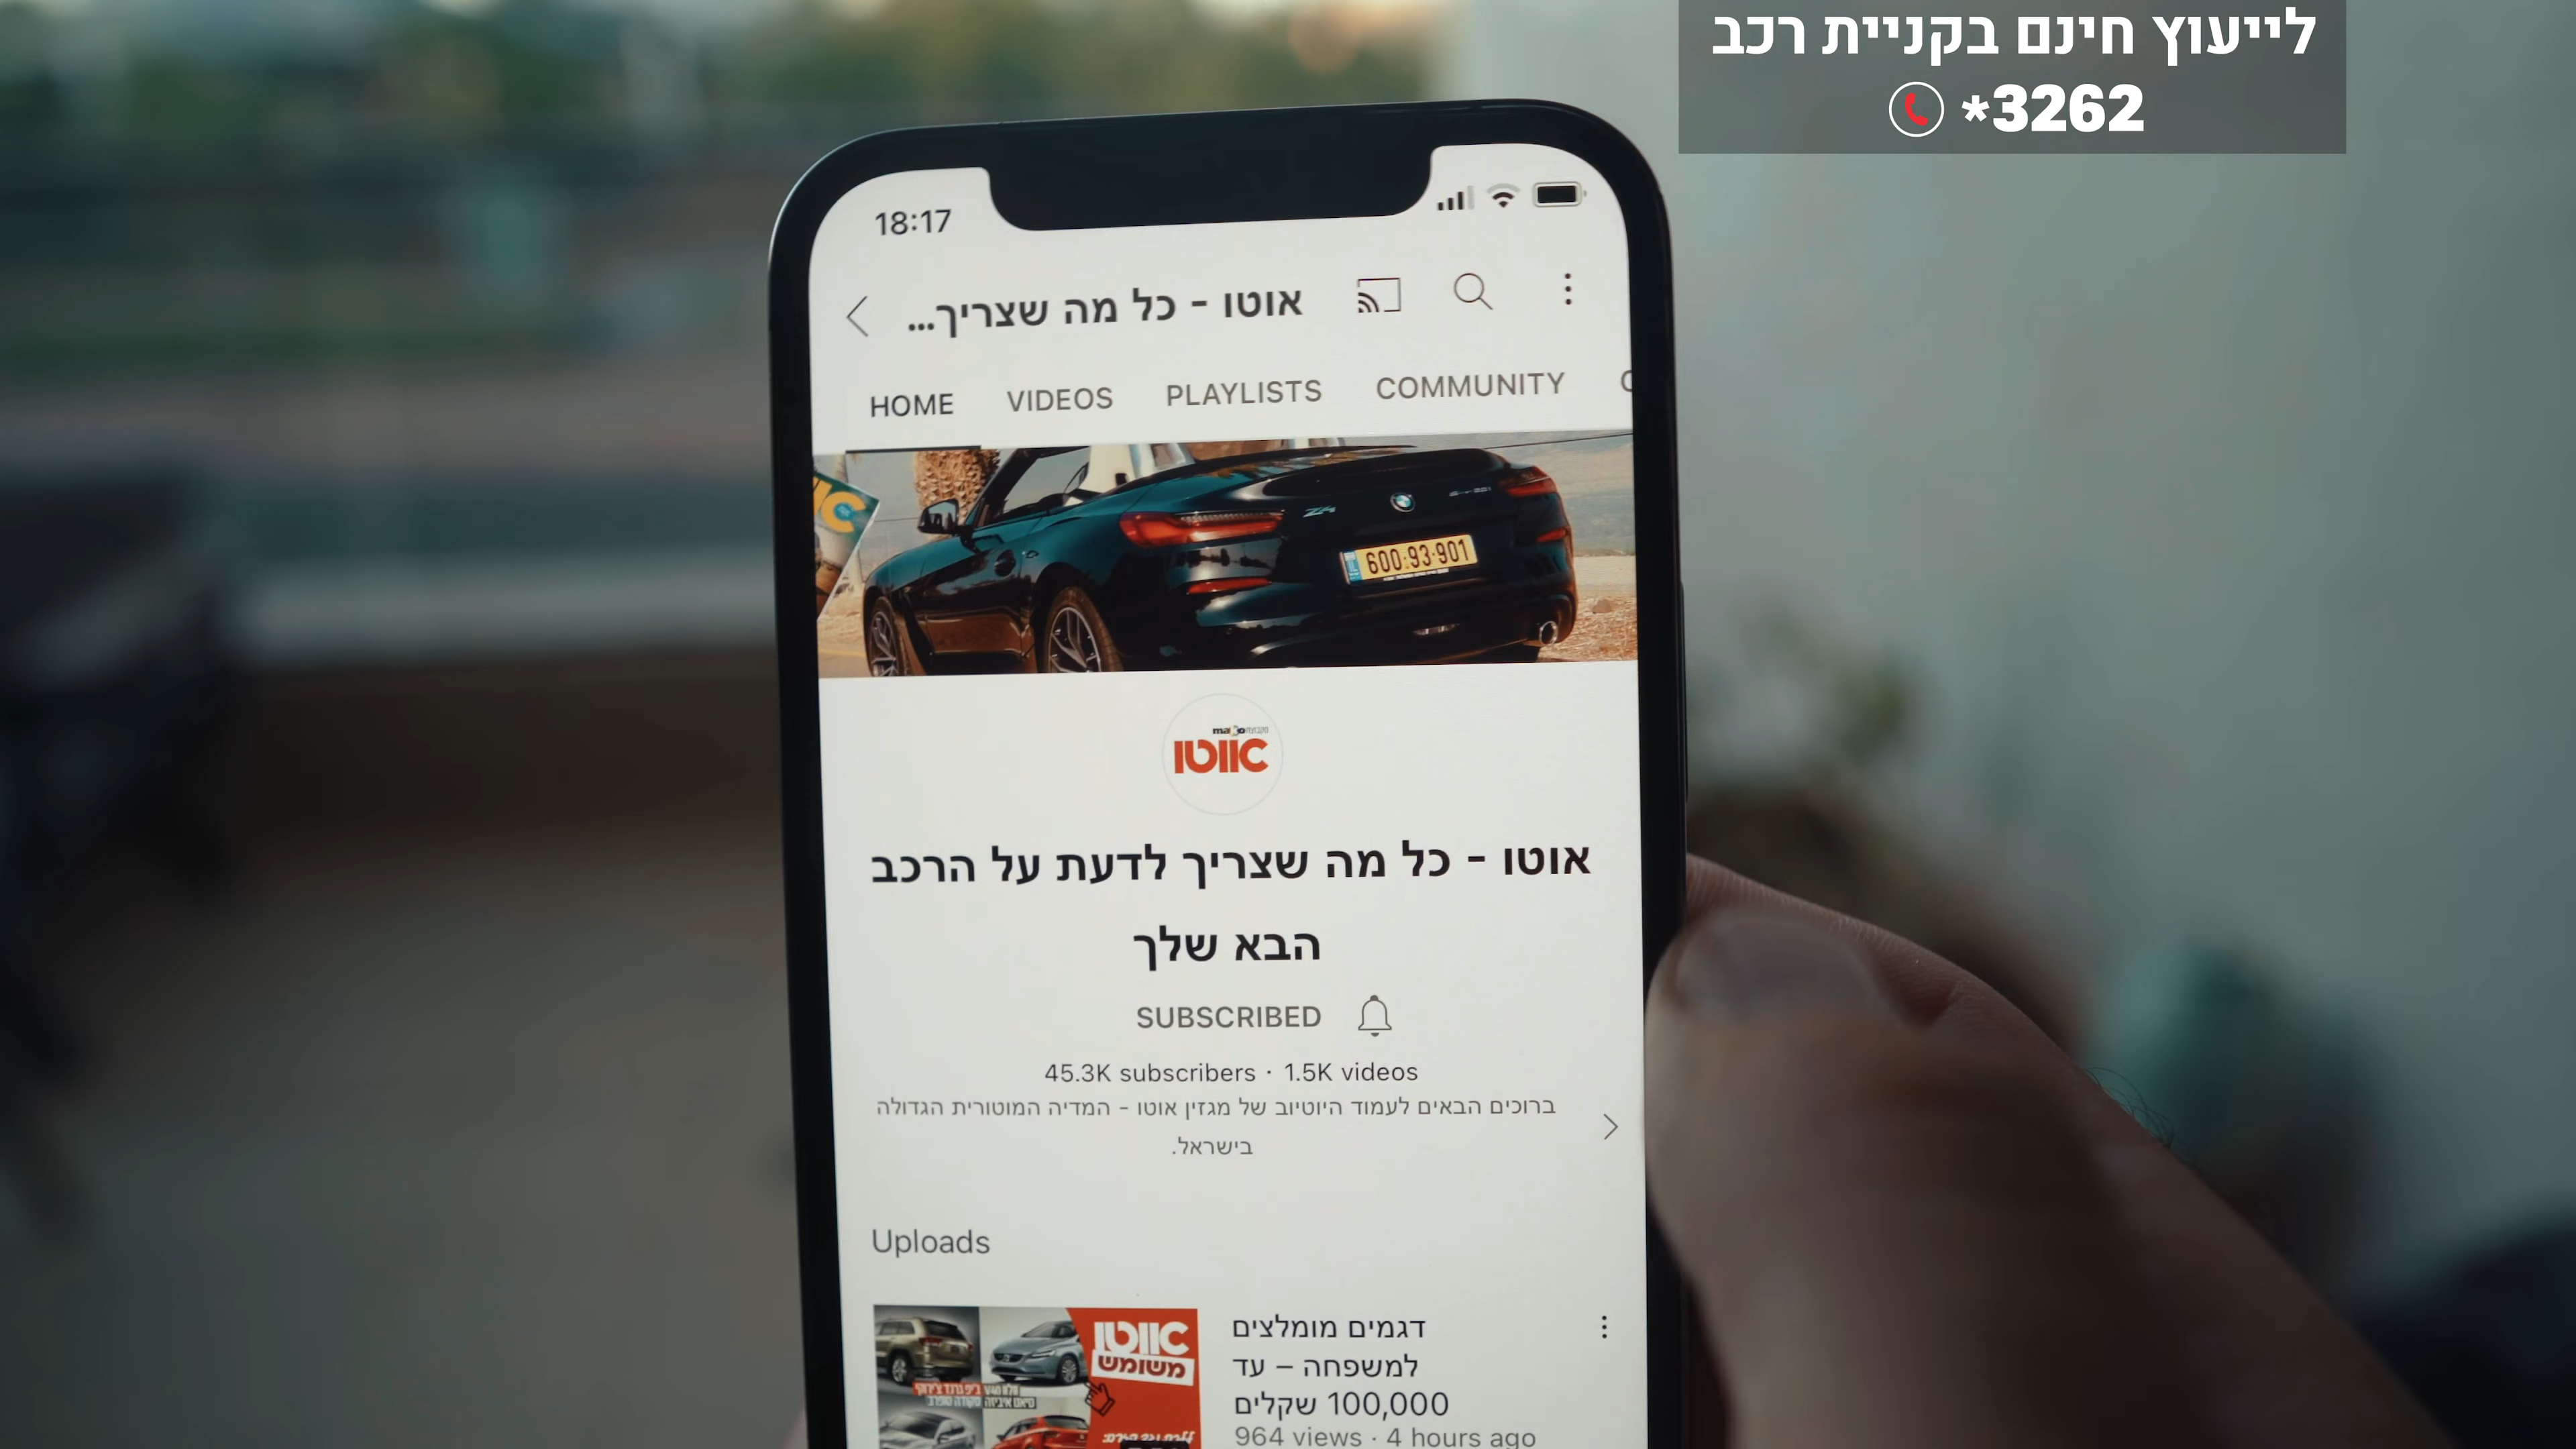 לייעוץ חינם בקניית רכב
*3262
18:17
אוטו - כל מה שצריך...
HOME VIDEOS PLAYLISTS COMMUNITY
Z4
600·93·901
אוטו
אוטו - כל מה שצריך לדעת על הרכב
הבא שלך
SUBSCRIBED
45.3K subscribers · 1.5K videos
ברוכים הבאים לעמוד היוטיוב של מגזין אוטו - המדיה המוטורית הגדולה
בישראל.
Uploads
אוטו
משומש
דגמים מומלצים
למשפחה – עד
100,000 שקלים
964 views · 4 hours ago